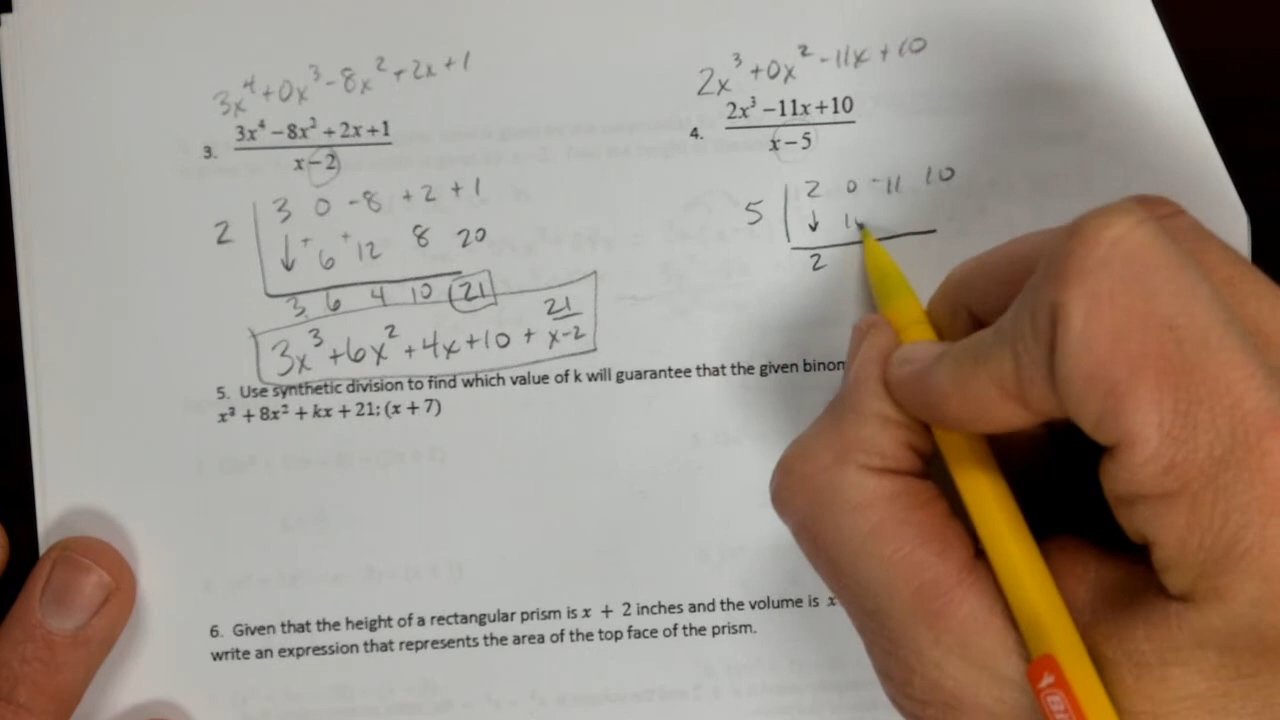 3x⁴+0x³-8x²+2x+1
3. 3x⁴ −8x² +2x+1
x−2
2 3 0 -8 +2 +1
+6 +12 8 20
3 6 4 10 21
3x³+6x²+4x+10 + 21
x-2
2x³+0x²-11x+10
4. 2x³ −11x+10
x−5
5 2 0 -11 10
2
5. Use synthetic division to find which value of k will guarantee that the given
x³ + 8x² + kx + 21; (x + 7)
6. Given that the height of a rectangular prism is x + 2 inches and the volume is x
write an expression that represents the area of the top face of the prism.